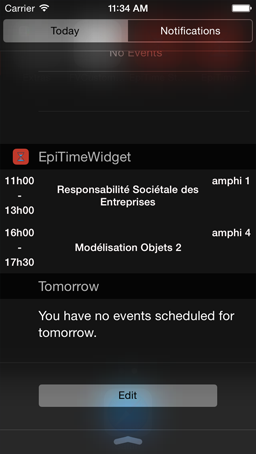 Carrier 11:34 AM
Today Notifications
No Events
EpiTimeWidget
11h00 - 13h00 Responsabilité Sociétale des Entreprises amphi 1
16h00 - 17h30 Modélisation Objets 2 amphi 4
Tomorrow
You have no events scheduled for
tomorrow.
Edit